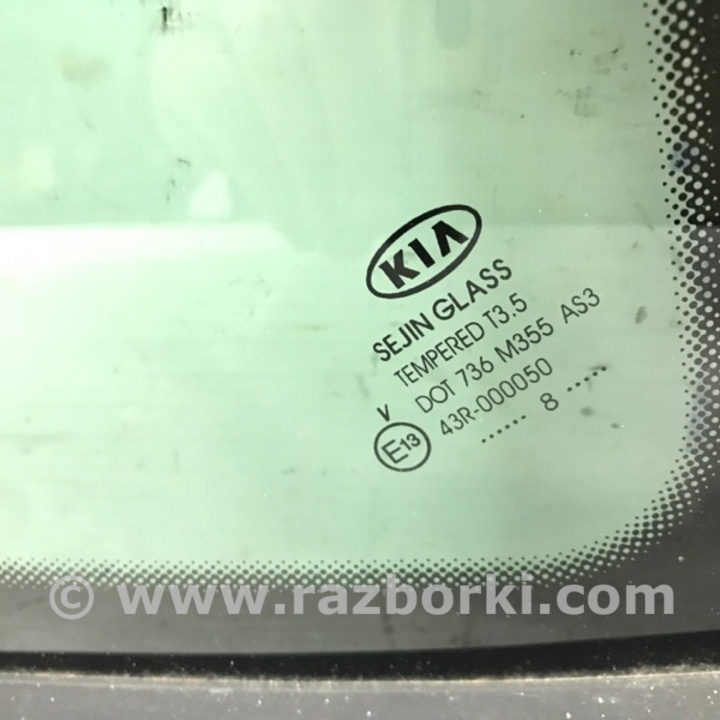 KIA
SEJIN GLASS
TEMPERED T3.5
DOT 736 M355 AS3
V
43R-000050
E13
...... 8 ......
© www.razborki.com